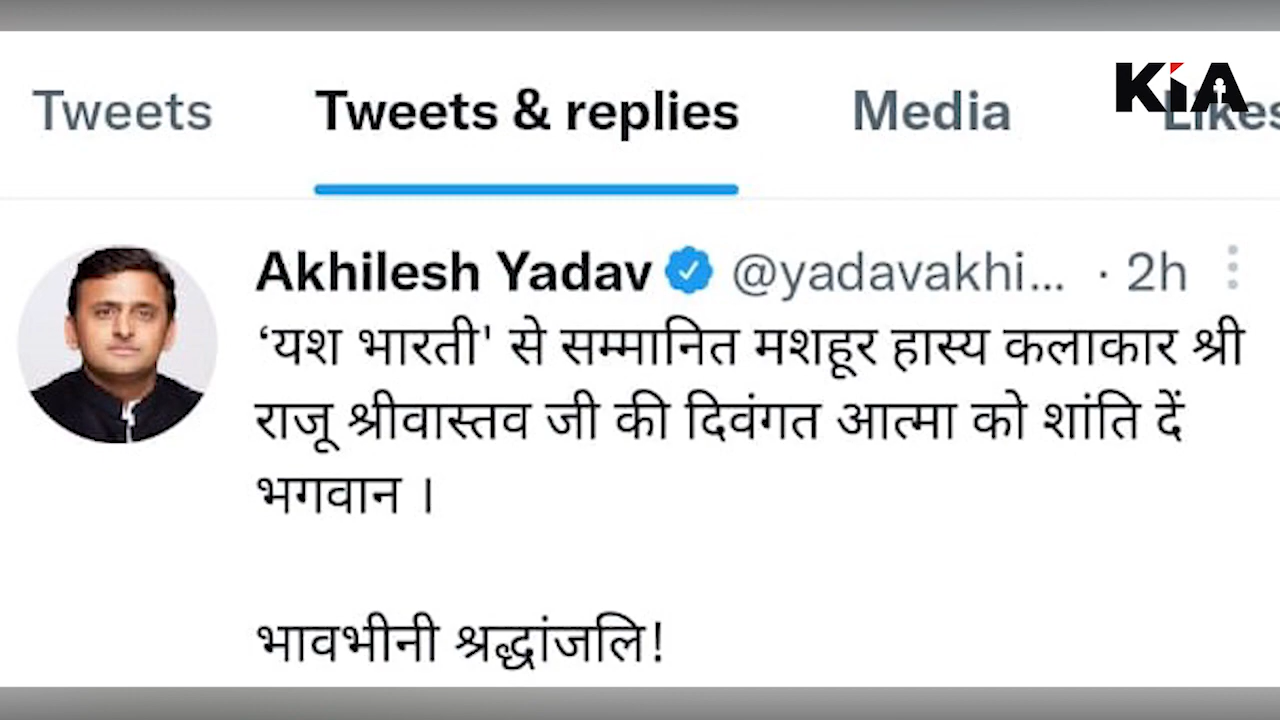 Tweets Tweets & replies Media Likes
KiA
Akhilesh Yadav @yadavakhi... · 2h
‘यश भारती' से सम्मानित मशहूर हास्य कलाकार श्री
राजू श्रीवास्तव जी की दिवंगत आत्मा को शांति दें
भगवान ।
भावभीनी श्रद्धांजलि!